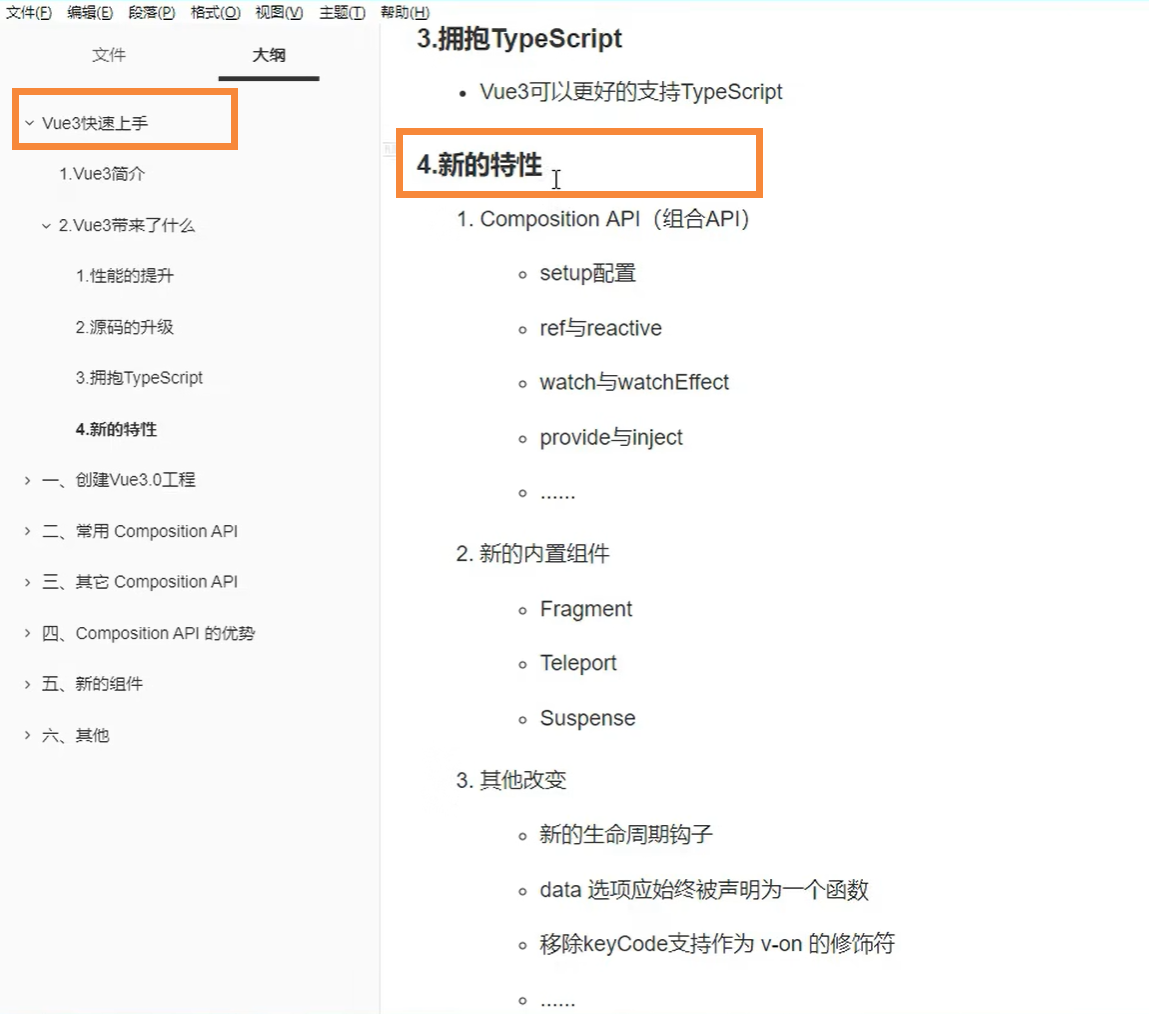 文件(F) 编辑(E) 段落(P) 格式(O) 视图(V) 主题(T) 帮助(H)
文件 大纲
Vue3快速上手
1.Vue3简介
2.Vue3带来了什么
1.性能的提升
2.源码的升级
3.拥抱TypeScript
4.新的特性
一、创建Vue3.0工程
二、常用 Composition API
三、其它 Composition API
四、Composition API 的优势
五、新的组件
六、其他
3.拥抱TypeScript
• Vue3可以更好的支持TypeScript
4.新的特性
1. Composition API（组合API）
◦ setup配置
◦ ref与reactive
◦ watch与watchEffect
◦ provide与inject
◦ ......
2. 新的内置组件
◦ Fragment
◦ Teleport
◦ Suspense
3. 其他改变
◦ 新的生命周期钩子
◦ data 选项应始终被声明为一个函数
◦ 移除keyCode支持作为 v-on 的修饰符
◦ ......